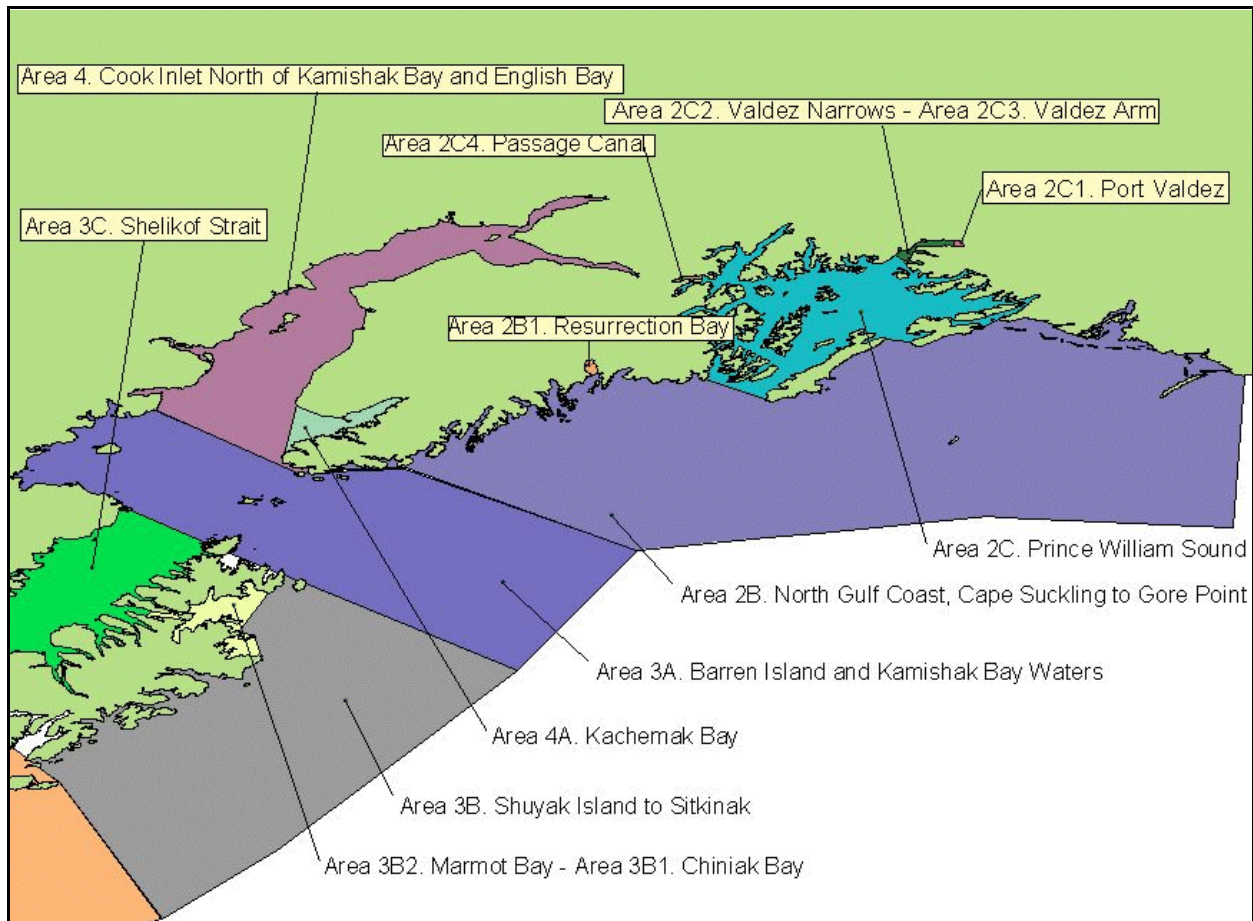 Area 4. Cook Inlet North of Kamishak Bay and English Bay
Area 2C2. Valdez Narrows - Area 2C3. Valdez Arm
Area 2C4. Passage Canal
Area 2C1. Port Valdez
Area 3C. Shelikof Strait
Area 2B1. Resurrection Bay
Area 2C. Prince William Sound
Area 2B. North Gulf Coast, Cape Suckling to Gore Point
Area 3A. Barren Island and Kamishak Bay Waters
Area 4A. Kachemak Bay
Area 3B. Shuyak Island to Sitkinak
Area 3B2. Marmot Bay - Area 3B1. Chiniak Bay